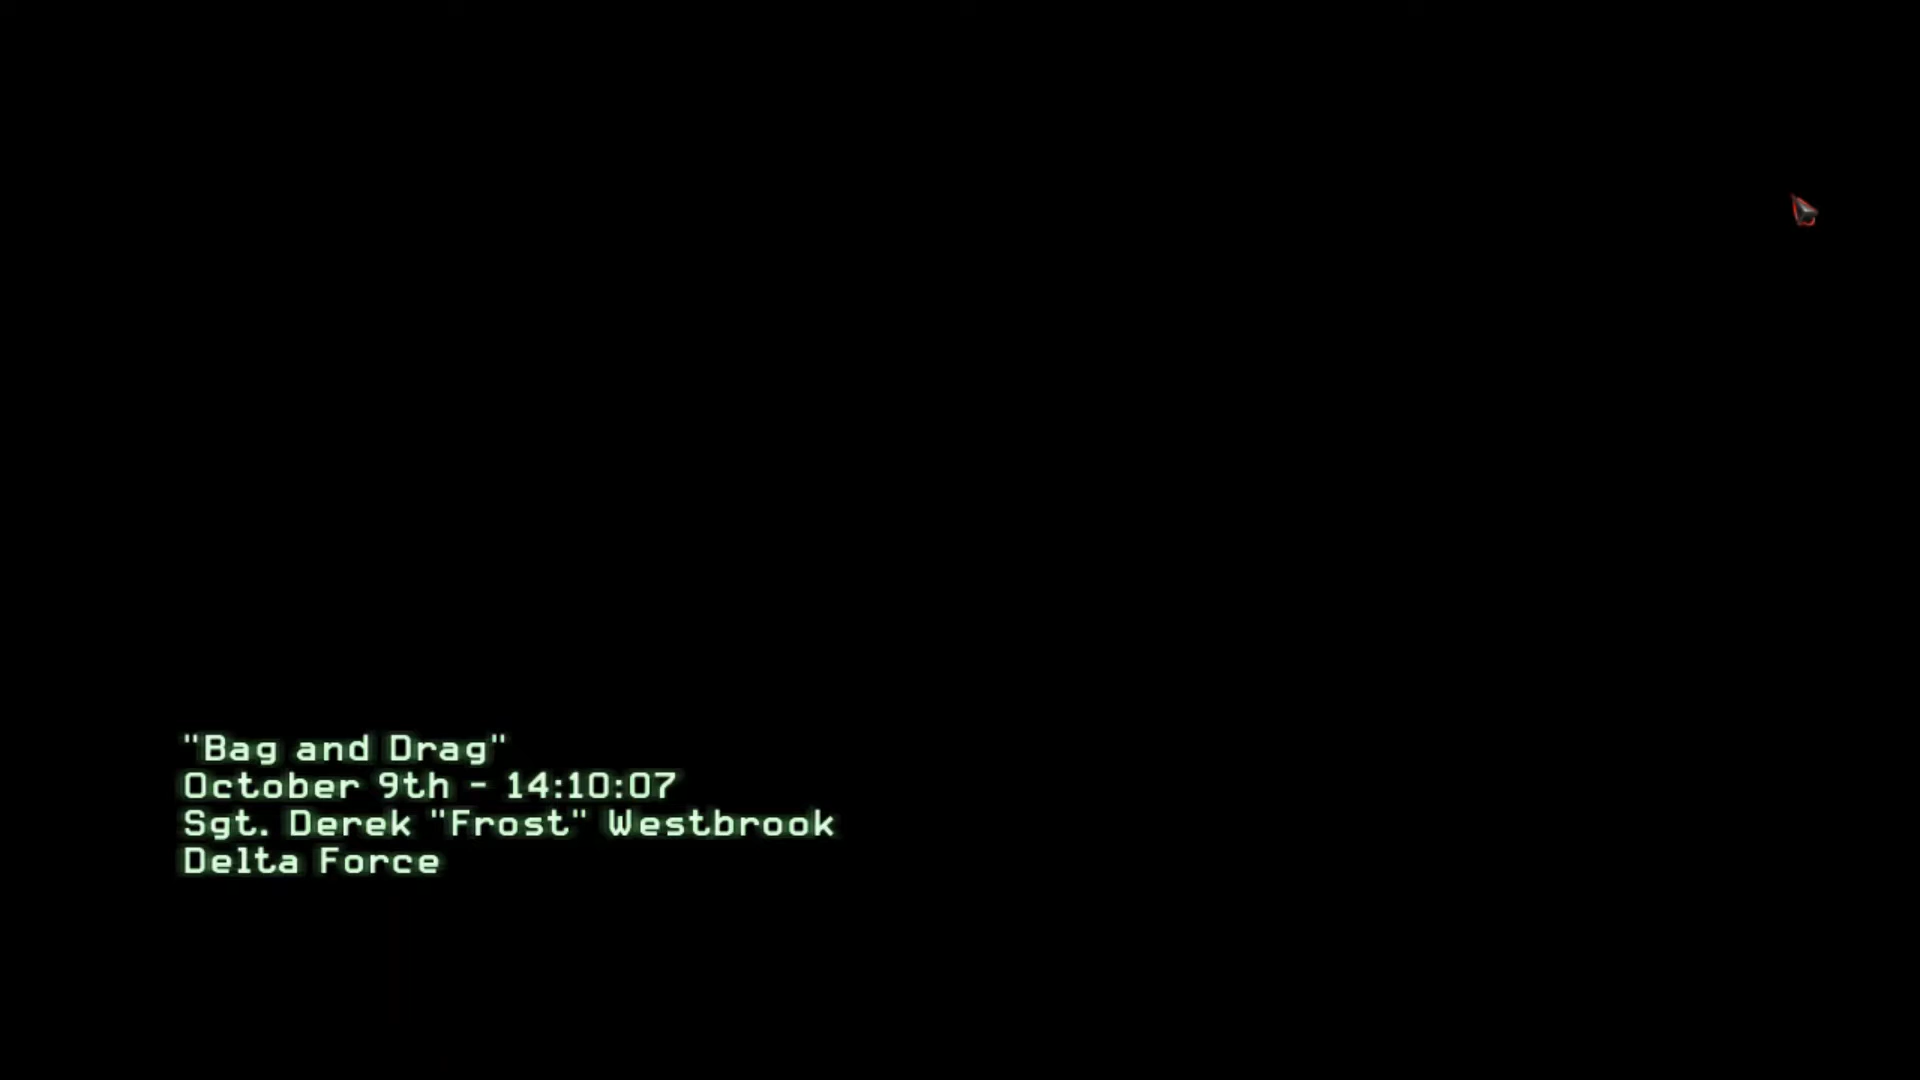 "Bag and Drag"
October 9th - 14:10:07
Sgt. Derek "Frost" Westbrook
Delta Force